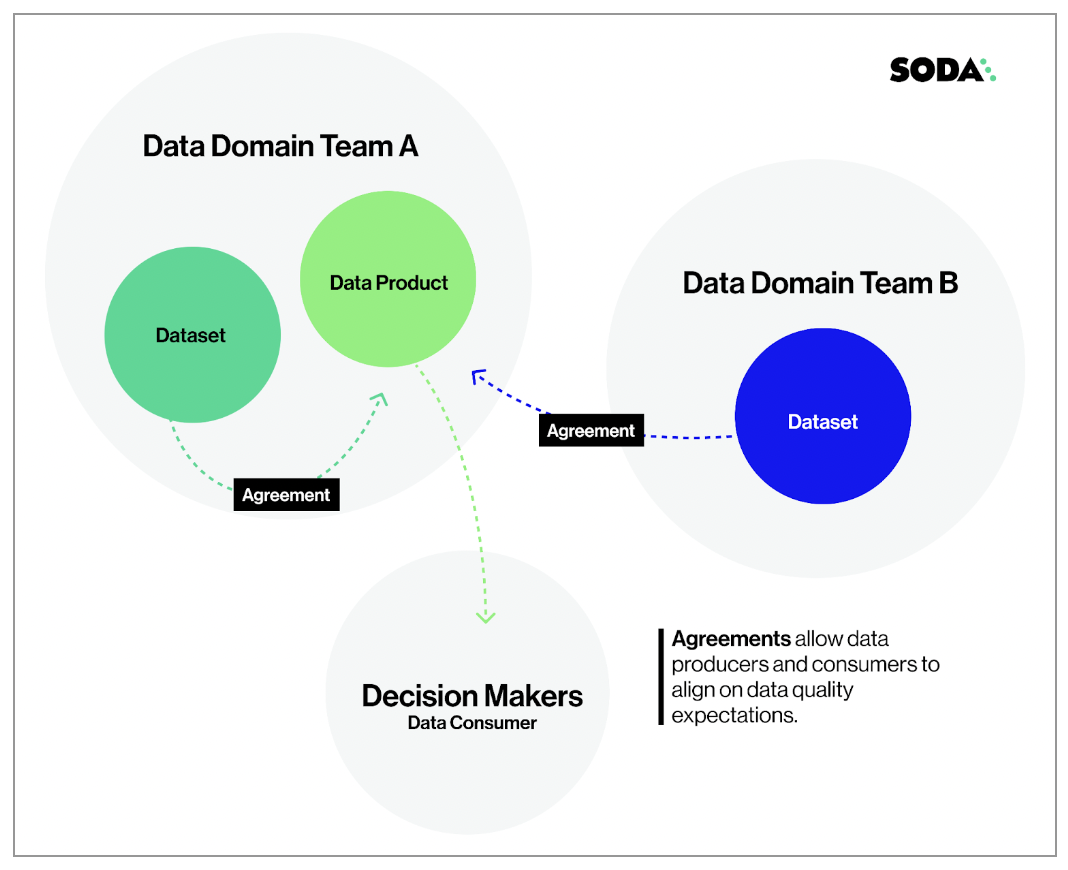 SODA
Data Domain Team A
Data Product
Dataset
Agreement
Data Domain Team B
Dataset
Agreement
Decision Makers
Data Consumer
Agreements allow data
producers and consumers to
align on data quality
expectations.